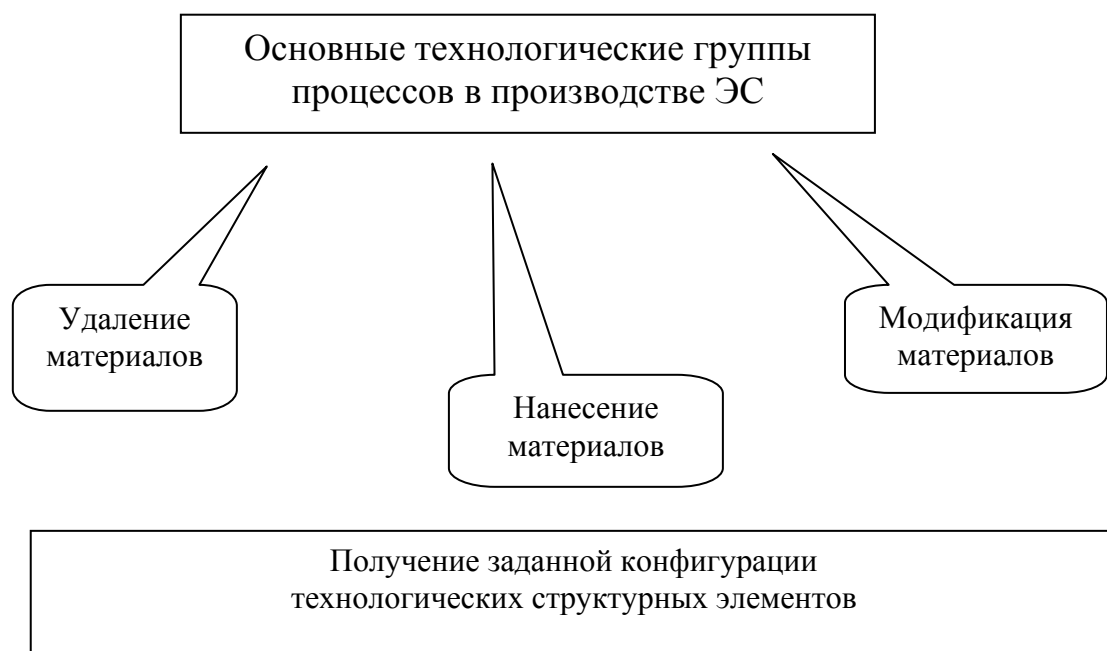 Основные технологические группы
процессов в производстве ЭС
Удаление
материалов
Нанесение
материалов
Модификация
материалов
Получение заданной конфигурации
технологических структурных элементов